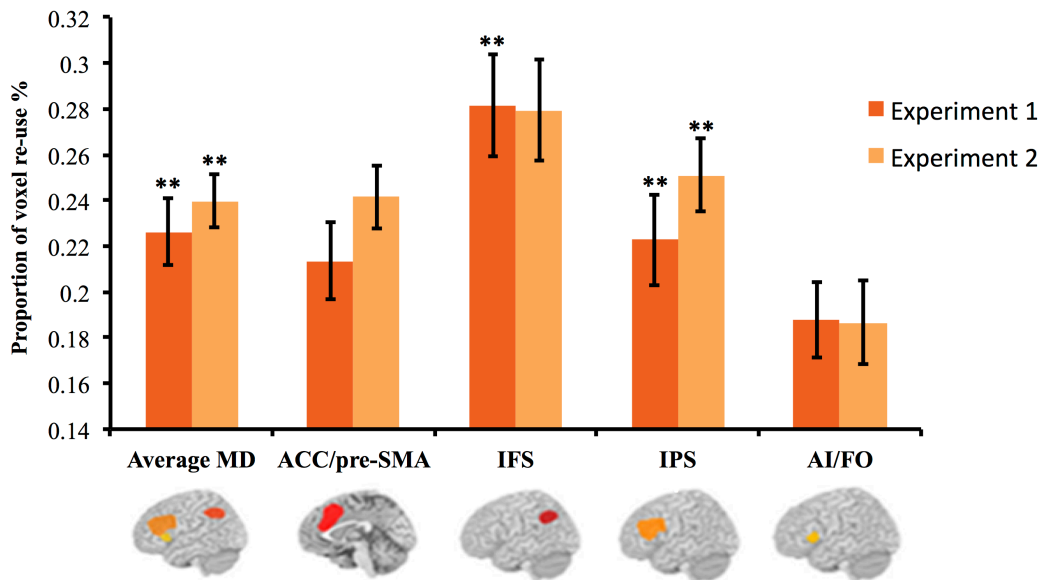 Proportion of voxel re-use %
0.32
0.3
0.28
0.26
0.24
0.22
0.2
0.18
0.16
0.14
** ** ** ** **
Experiment 1
Experiment 2
Average MD ACC/pre-SMA IFS IPS AI/FO